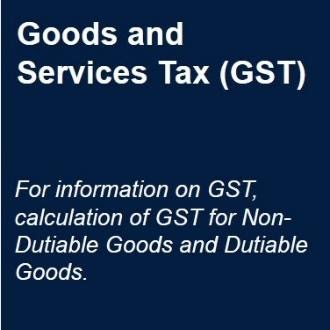 Goods and
Services Tax (GST)
For information on GST,
calculation of GST for Non-
Dutiable Goods and Dutiable
Goods.